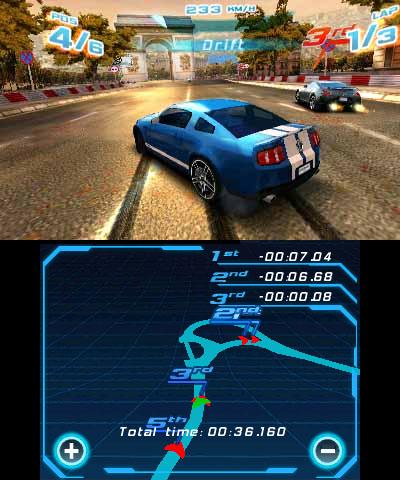 POS
4/6
233 KM/H
Drift
3rd
LAP
1/3
1st -00:07.04
2nd -00:06.68
3rd -00:00.08
2nd
3rd
5th
Total time: 00:36.160
+ −